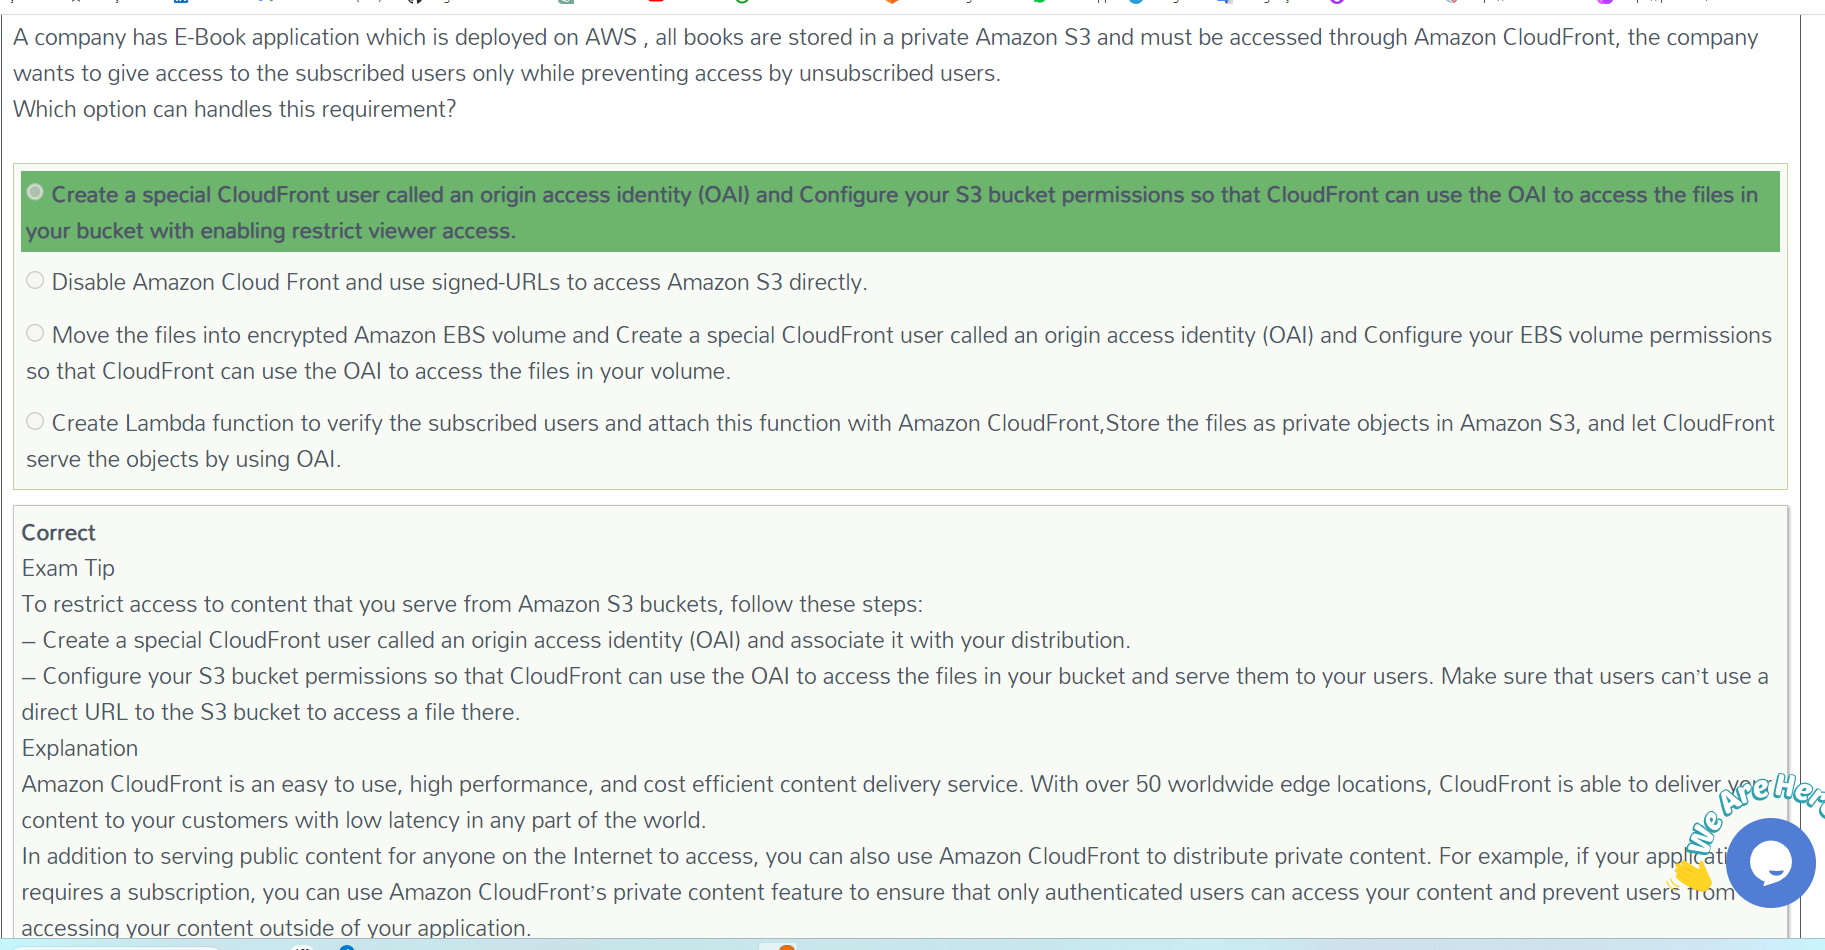 A company has E-Book application which is deployed on AWS , all books are stored in a private Amazon S3 and must be accessed through Amazon CloudFront, the company
wants to give access to the subscribed users only while preventing access by unsubscribed users.
Which option can handles this requirement?
Create a special CloudFront user called an origin access identity (OAI) and Configure your S3 bucket permissions so that CloudFront can use the OAI to access the files in
your bucket with enabling restrict viewer access.
Disable Amazon Cloud Front and use signed-URLs to access Amazon S3 directly.
Move the files into encrypted Amazon EBS volume and Create a special CloudFront user called an origin access identity (OAI) and Configure your EBS volume permissions
so that CloudFront can use the OAI to access the files in your volume.
Create Lambda function to verify the subscribed users and attach this function with Amazon CloudFront,Store the files as private objects in Amazon S3, and let CloudFront
serve the objects by using OAI.
Correct
Exam Tip
To restrict access to content that you serve from Amazon S3 buckets, follow these steps:
– Create a special CloudFront user called an origin access identity (OAI) and associate it with your distribution.
– Configure your S3 bucket permissions so that CloudFront can use the OAI to access the files in your bucket and serve them to your users. Make sure that users can’t use a
direct URL to the S3 bucket to access a file there.
Explanation
Amazon CloudFront is an easy to use, high performance, and cost efficient content delivery service. With over 50 worldwide edge locations, CloudFront is able to deliver
content to your customers with low latency in any part of the world.
In addition to serving public content for anyone on the Internet to access, you can also use Amazon CloudFront to distribute private content. For example, if your
requires a subscription, you can use Amazon CloudFront’s private content feature to ensure that only authenticated users can access your content and prevent users from
accessing your content outside of your application.
We Are Here